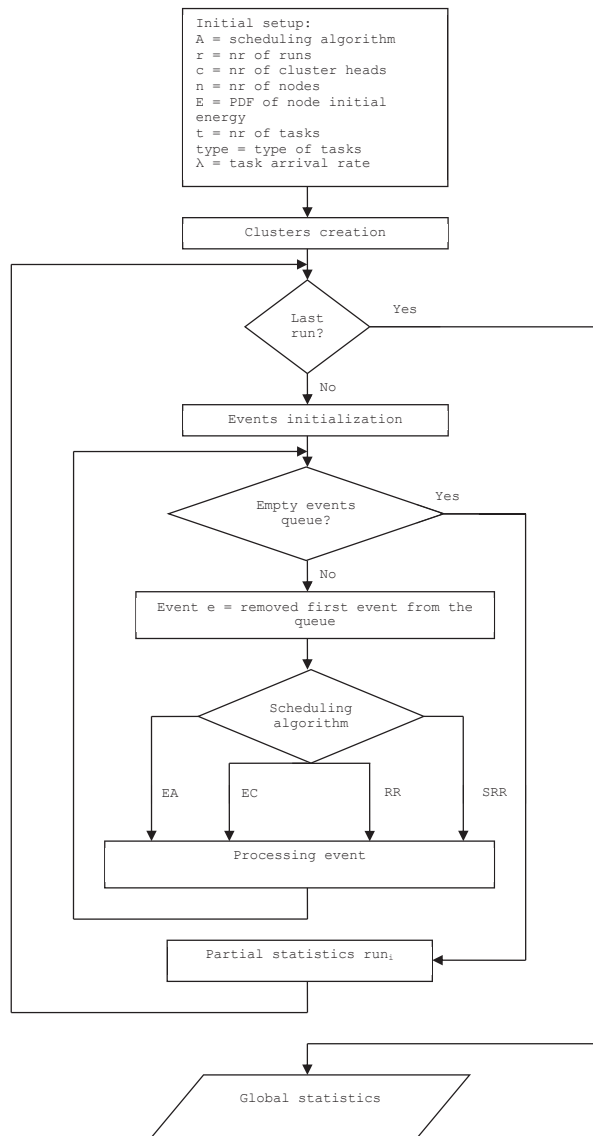 Initial setup:
A = scheduling algorithm
r = nr of runs
c = nr of cluster heads
n = nr of nodes
E = PDF of node initial
energy
t = nr of tasks
type = type of tasks
λ = task arrival rate
Clusters creation
Last
run?
Yes
No
Events initialization
Empty events
queue?
Yes
No
Event e = removed first event from the
queue
Scheduling
algorithm
EA
EC
RR
SRR
Processing event
Partial statistics runᵢ
Global statistics